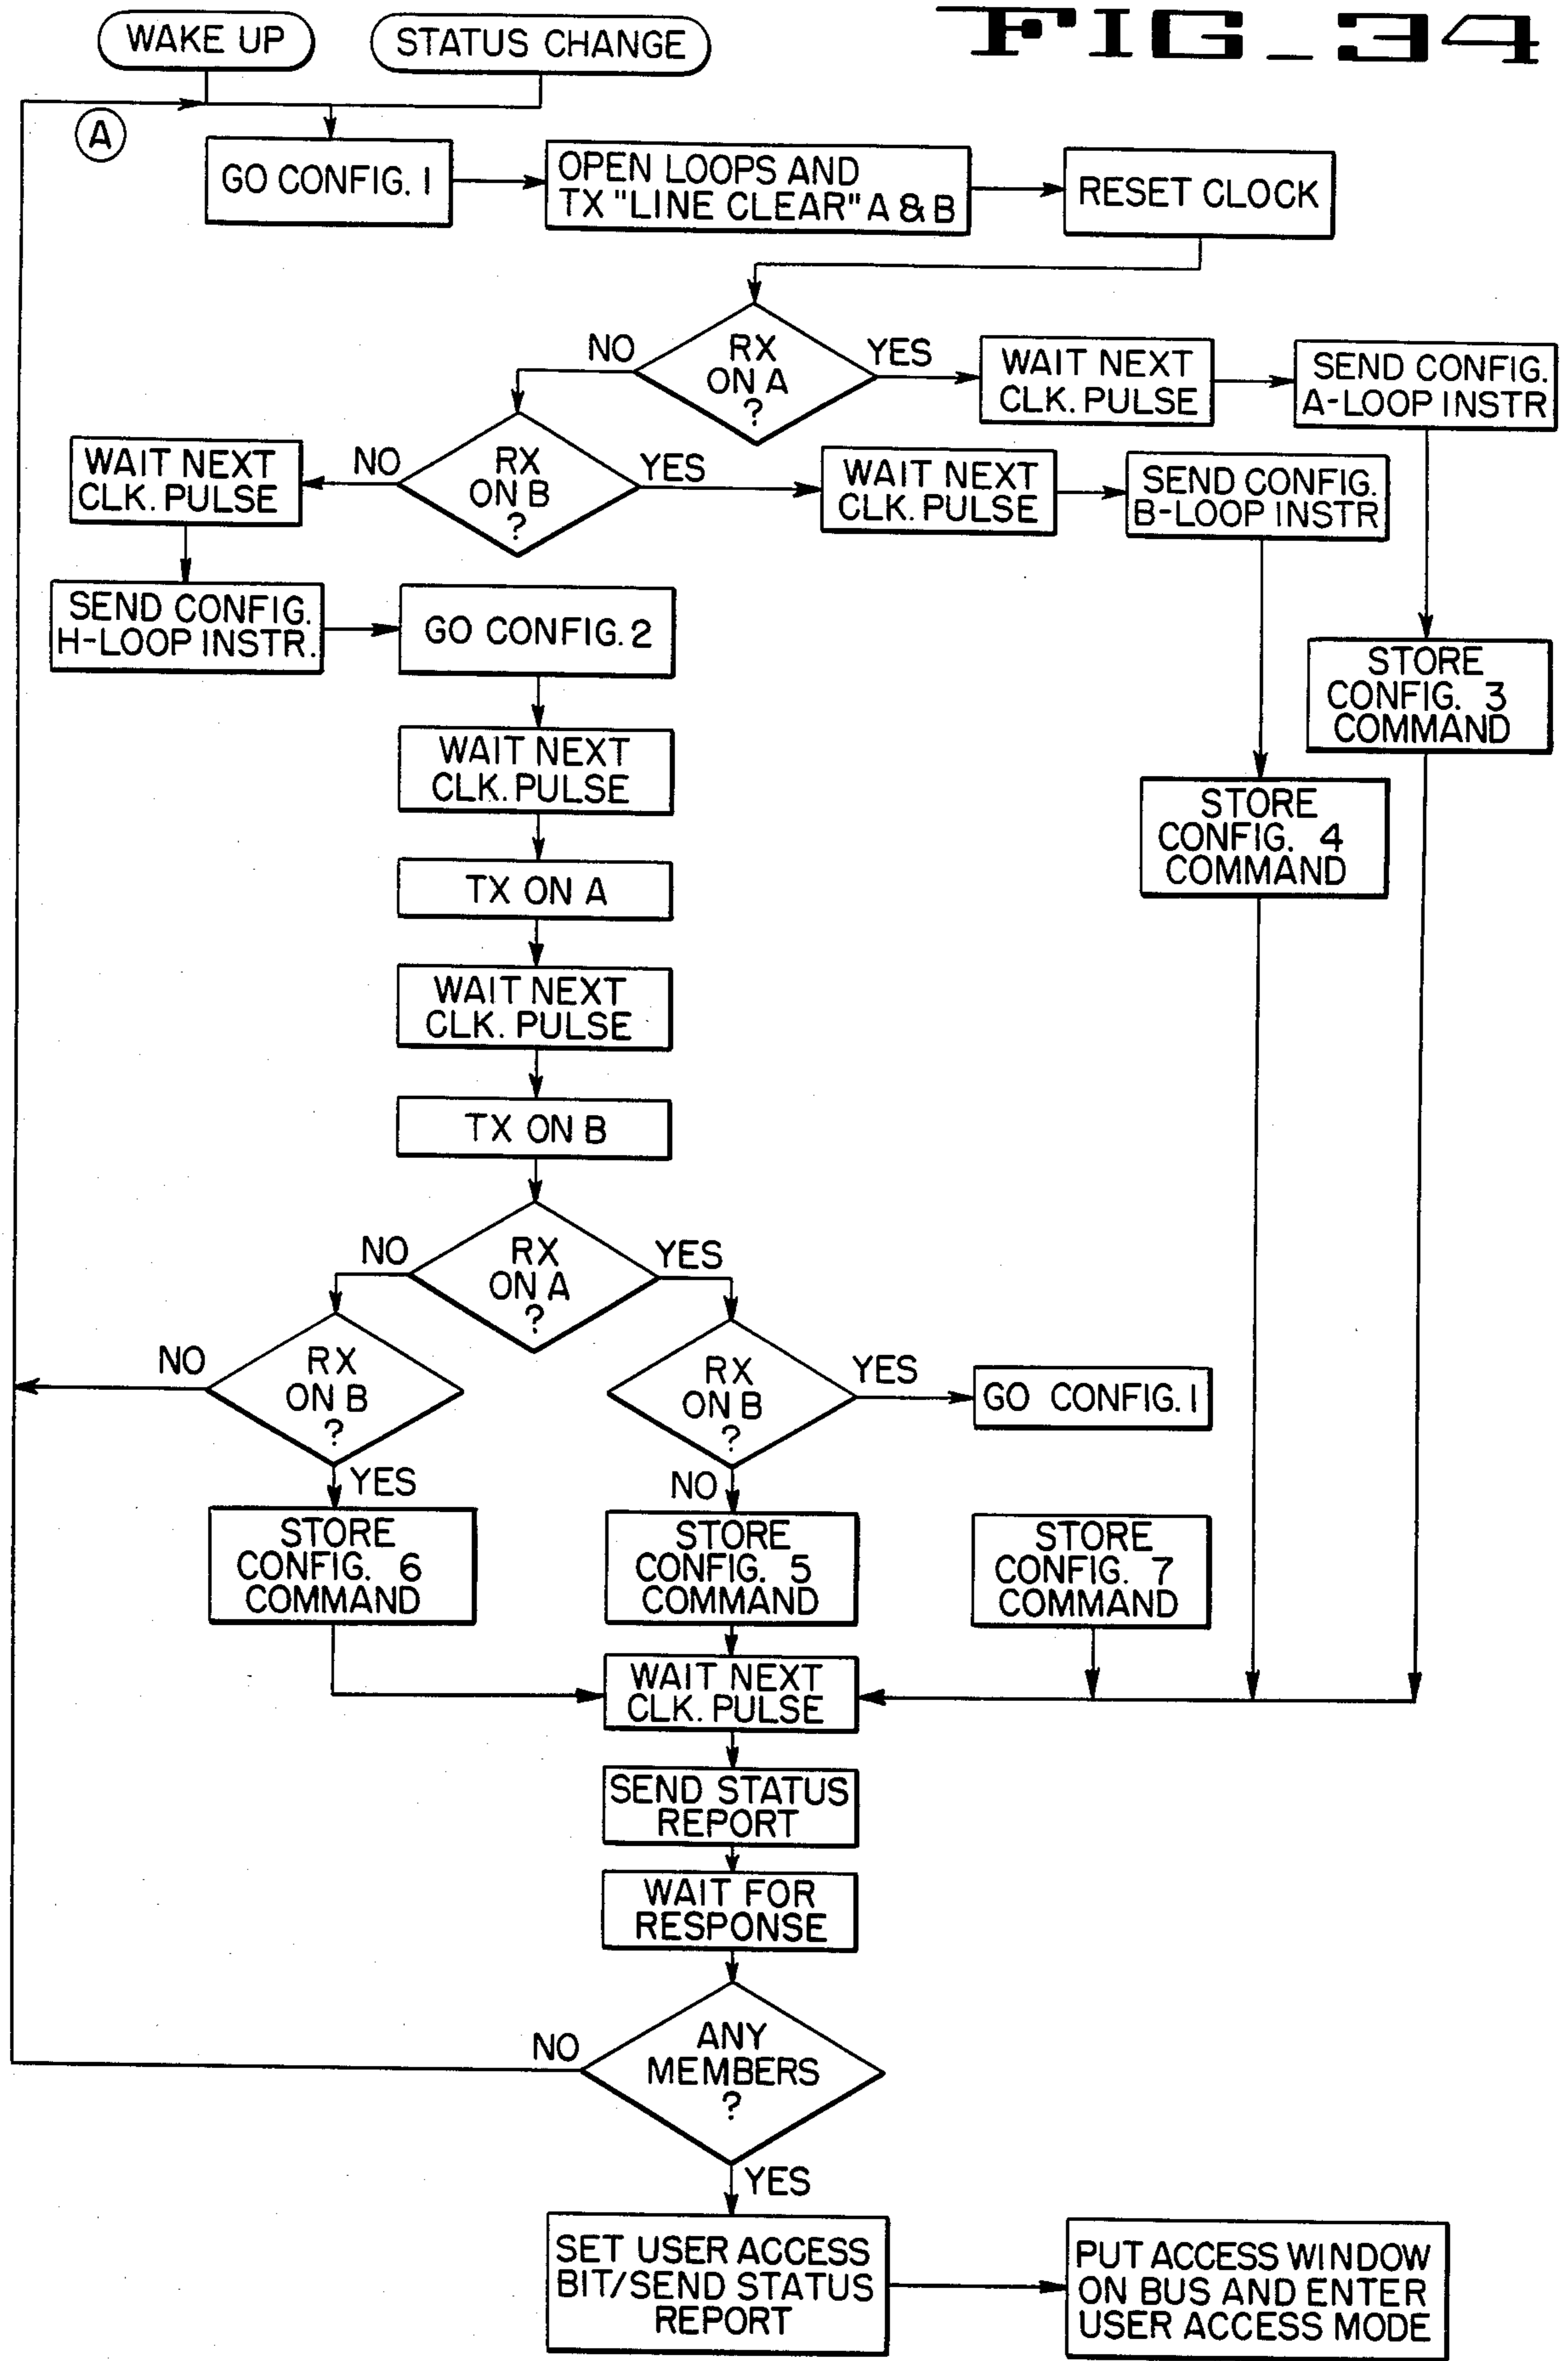 FIG_34
WAKE UP
STATUS CHANGE
A
GO CONFIG. 1
OPEN LOOPS AND
TX "LINE CLEAR" A & B
RESET CLOCK
RX
ON A
?
NO
YES
WAIT NEXT
CLK. PULSE
SEND CONFIG.
A-LOOP INSTR
RX
ON B
?
NO
YES
WAIT NEXT
CLK. PULSE
WAIT NEXT
CLK. PULSE
SEND CONFIG.
B-LOOP INSTR
SEND CONFIG.
H-LOOP INSTR.
GO CONFIG. 2
STORE
CONFIG. 3
COMMAND
WAIT NEXT
CLK. PULSE
STORE
CONFIG. 4
COMMAND
TX ON A
WAIT NEXT
CLK. PULSE
TX ON B
RX
ON A
?
NO
YES
RX
ON B
?
NO
YES
RX
ON B
?
YES
NO
GO CONFIG. 1
STORE
CONFIG. 6
COMMAND
STORE
CONFIG. 5
COMMAND
STORE
CONFIG. 7
COMMAND
WAIT NEXT
CLK. PULSE
SEND STATUS
REPORT
WAIT FOR
RESPONSE
ANY
MEMBERS
?
NO
YES
SET USER ACCESS
BIT/SEND STATUS
REPORT
PUT ACCESS WINDOW
ON BUS AND ENTER
USER ACCESS MODE